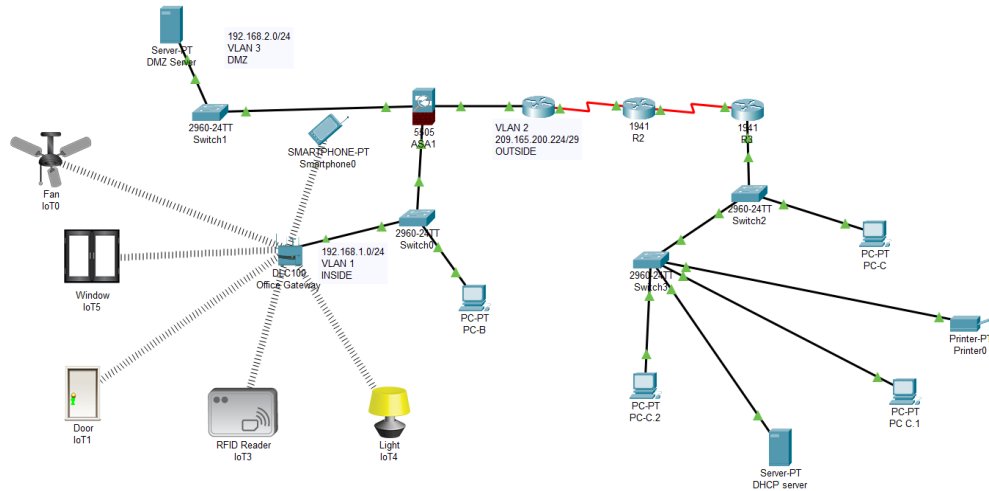 Server-PT
DMZ Server
192.168.2.0/24
VLAN 3
DMZ
2960-24TT
Switch1
5505
ASA1
VLAN 2
209.165.200.224/29
OUTSIDE
1941
R2
1941
R3
SMARTPHONE-PT
Smartphone0
Fan
IoT0
2960-24TT
Switch0
192.168.1.0/24
VLAN 1
INSIDE
DLC100
Office Gateway
Window
IoT5
PC-PT
PC-B
2960-24TT
Switch2
PC-PT
PC-C
2960-24TT
Switch3
Printer-PT
Printer0
Door
IoT1
RFID Reader
IoT3
Light
IoT4
PC-PT
PC-C.2
PC-PT
PC C.1
Server-PT
DHCP server